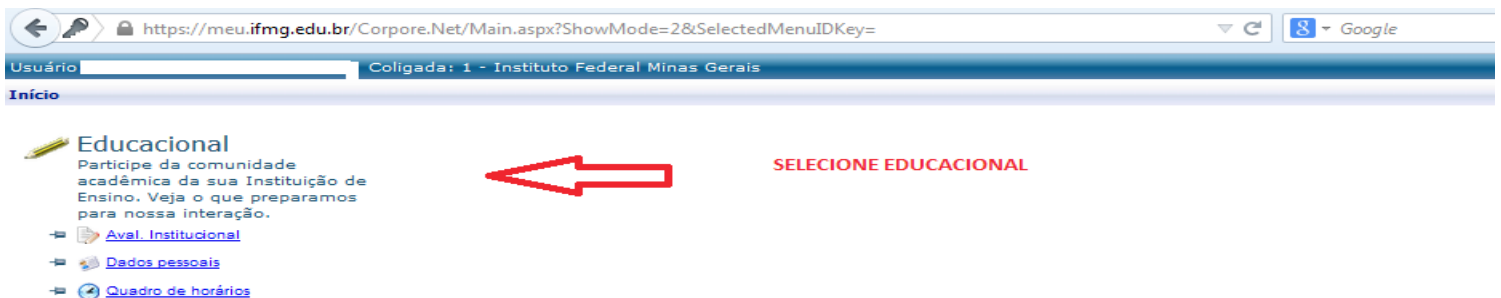 https://meu.ifmg.edu.br/Corpore.Net/Main.aspx?ShowMode=2&SelectedMenuIDKey=
8 Google
Usuário Coligada: 1 - Instituto Federal Minas Gerais
Início
Educacional
Participe da comunidade
acadêmica da sua Instituição de
Ensino. Veja o que preparamos
para nossa interação.
SELECIONE EDUCACIONAL
Aval. Institucional
Dados pessoais
Quadro de horários